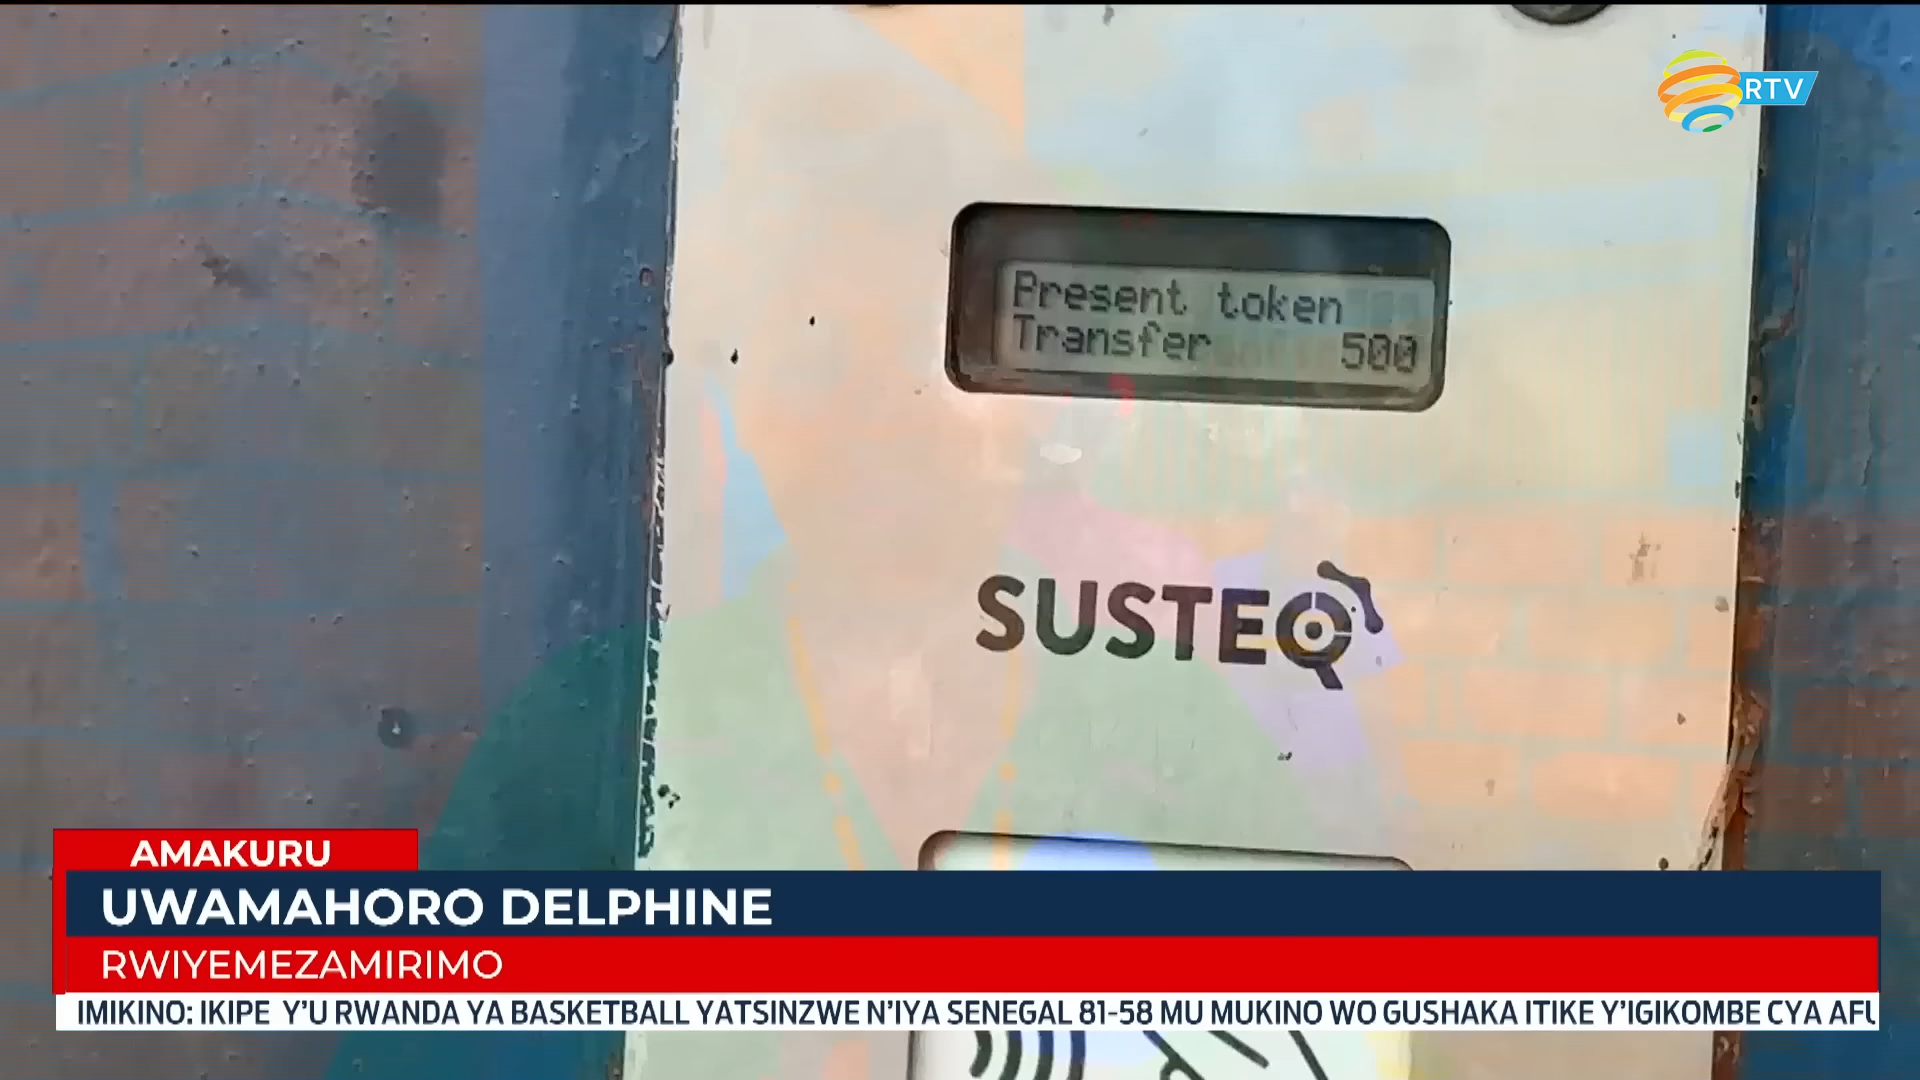 RTV
Present token
Transfer 500
SUSTEQ
AMAKURU
UWAMAHORO DELPHINE
RWIYEMEZAMIRIMO
IMIKINO: IKIPE Y'U RWANDA YA BASKETBALL YATSINZWE N'IYA SENEGAL 81-58 MU MUKINO WO GUSHAKA ITIKE Y'IGIKOMBE CYA